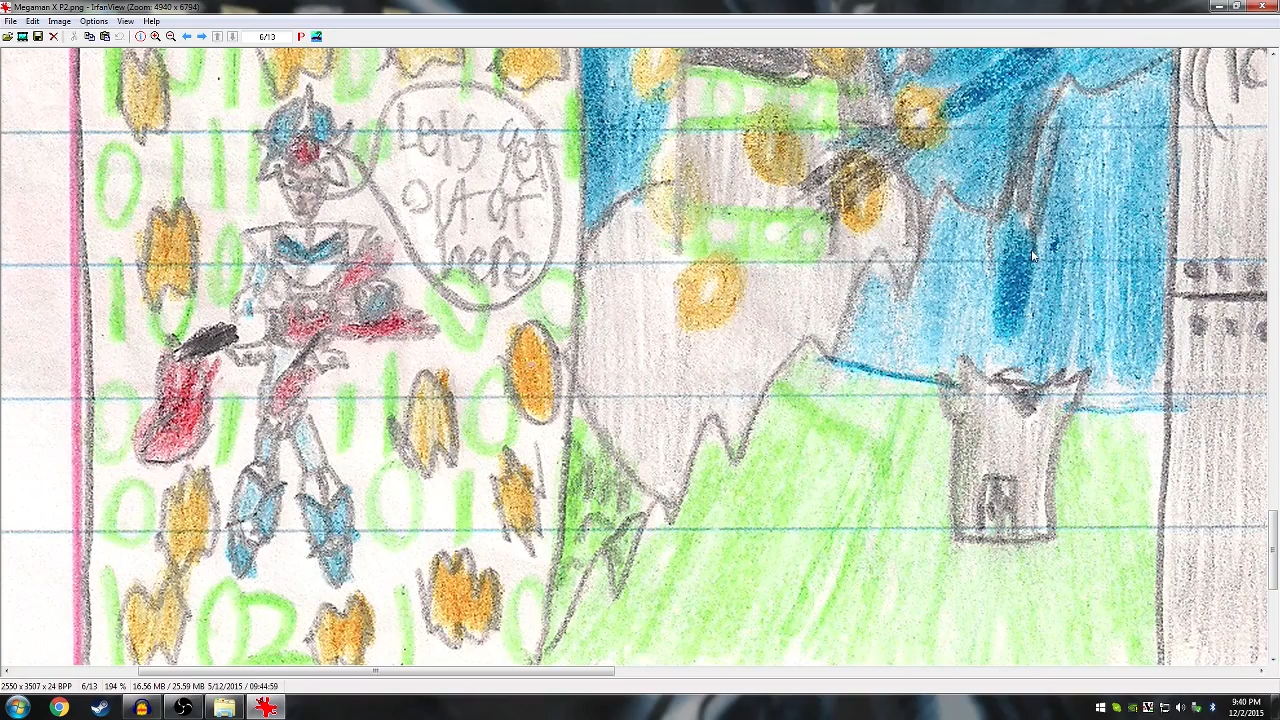 Megaman X P2.png - IrfanView (Zoom: 4940 x 6794)
File Edit Image Options View Help
6/13
Lets get
Out of
here
2550 x 3507 x 24 BPP 6/13 194 % 16.56 MB / 25.59 MB 5/12/2015 / 09:44:59
9:40 PM
12/2/2015